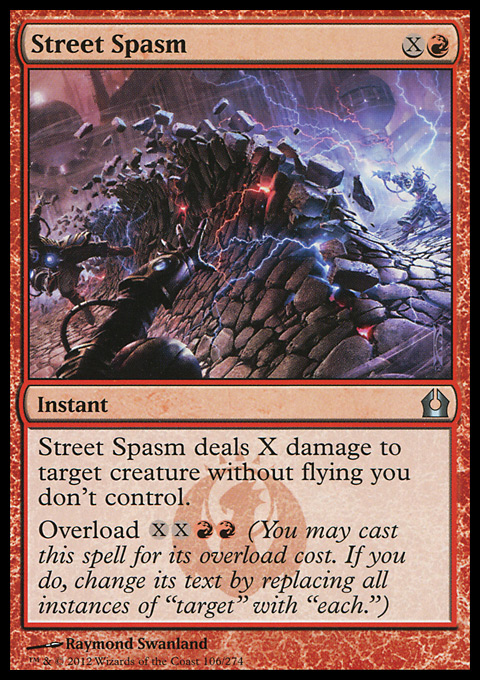 Street Spasm X
Instant
Street Spasm deals X damage to
target creature without flying you
don't control.
Overload X X (You may cast
this spell for its overload cost. If you
do, change its text by replacing all
instances of “target” with “each.”)
Raymond Swanland
™ & © 2012 Wizards of the Coast 106/274